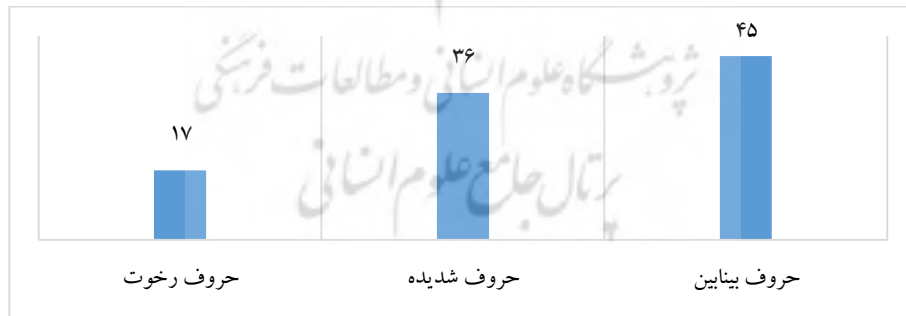 ۴۵
۳۶
۱۷
پژوهشگاه علوم انسانی و مطالعات فرهنگی
پرتال جامع علوم انسانی
حروف بینابین
حروف شدیده
حروف رخوت